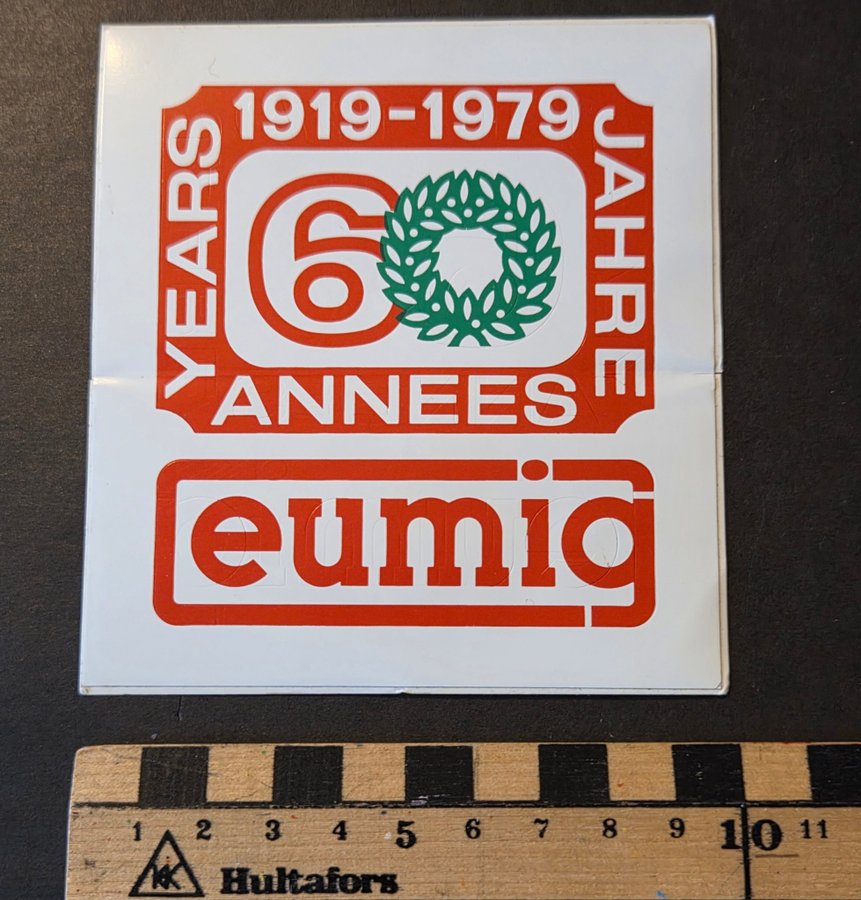 1919-1979
YEARS
60
JAHRE
ANNEES
eumig
1 2 3 4 5 6 7 8 9 10 11
Hultafors